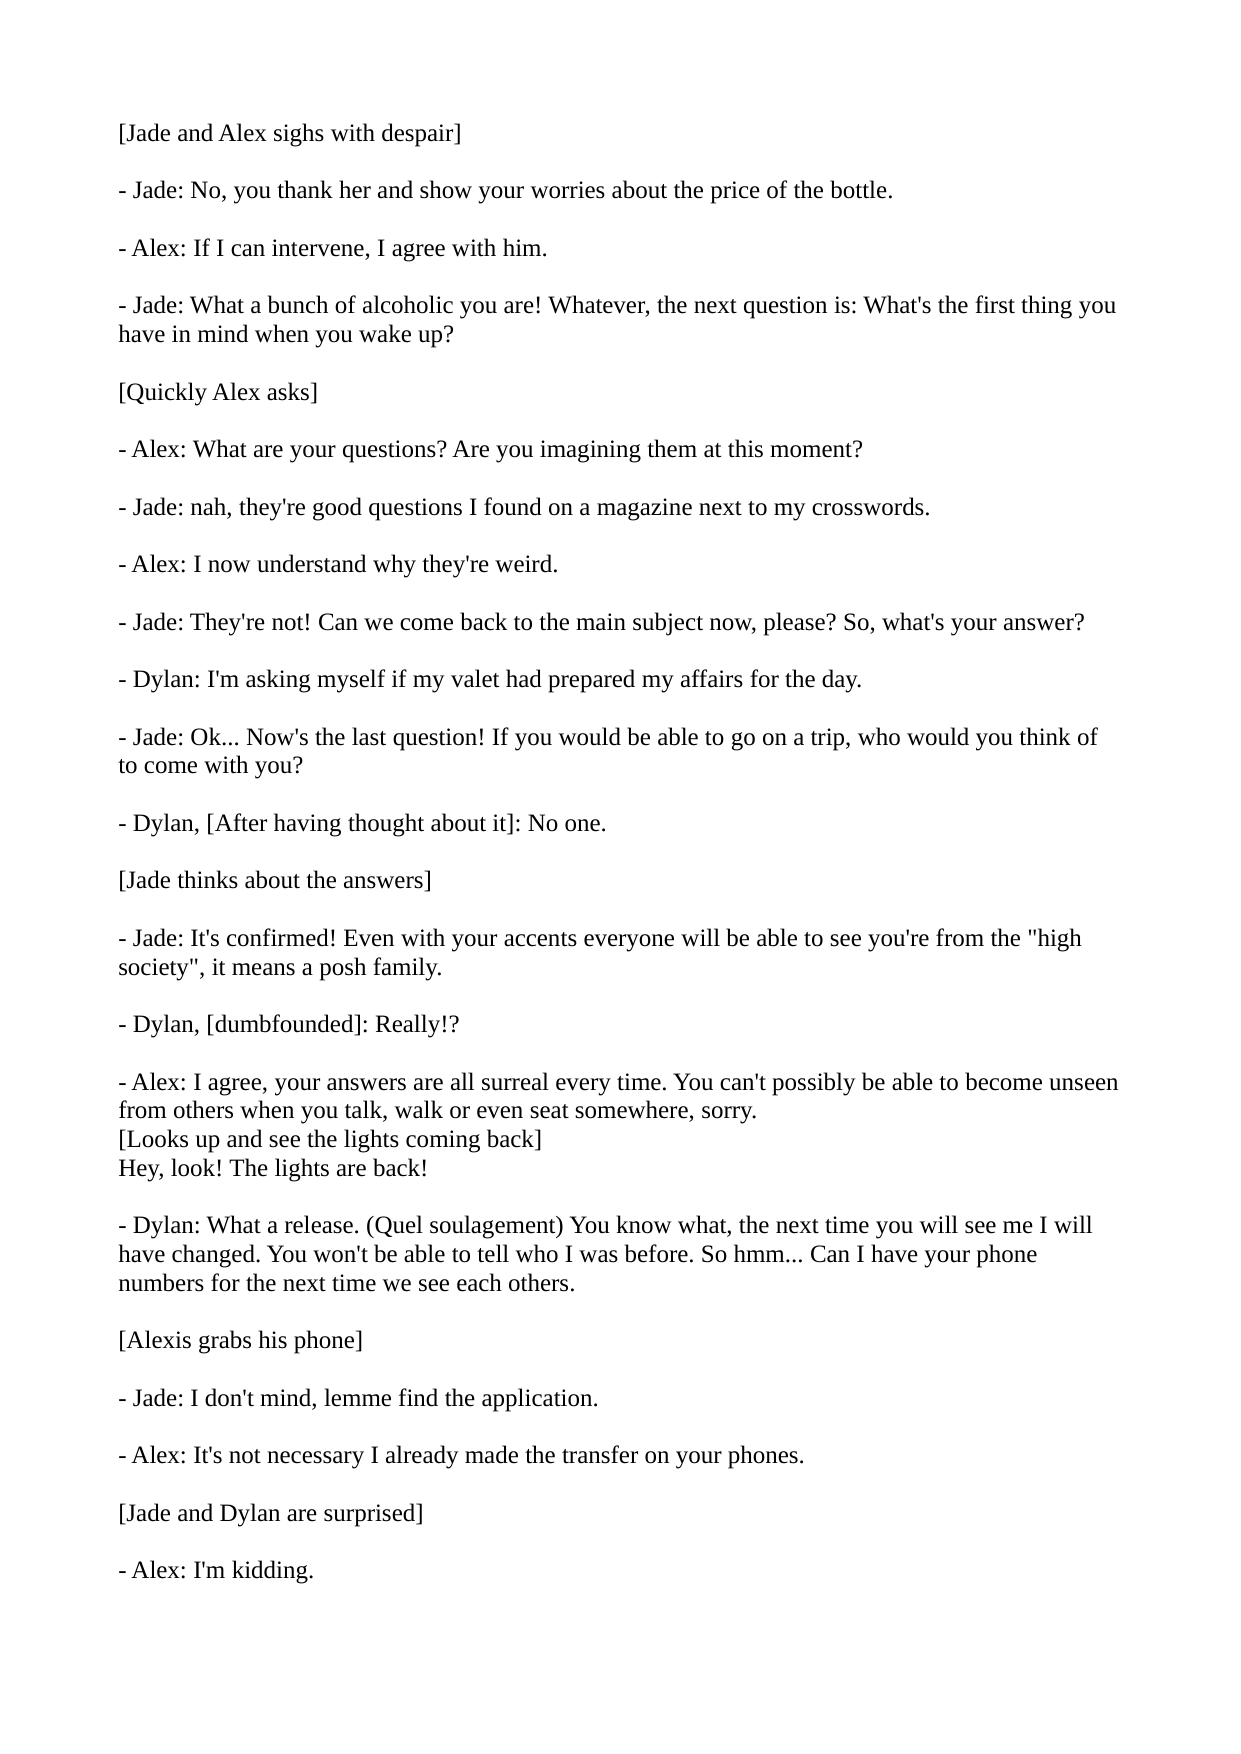 [Jade and Alex sighs with despair]
- Jade: No, you thank her and show your worries about the price of the bottle.
- Alex: If I can intervene, I agree with him.
- Jade: What a bunch of alcoholic you are! Whatever, the next question is: What's the first thing you
have in mind when you wake up?
[Quickly Alex asks]
- Alex: What are your questions? Are you imagining them at this moment?
- Jade: nah, they're good questions I found on a magazine next to my crosswords.
- Alex: I now understand why they're weird.
- Jade: They're not! Can we come back to the main subject now, please? So, what's your answer?
- Dylan: I'm asking myself if my valet had prepared my affairs for the day.
- Jade: Ok... Now's the last question! If you would be able to go on a trip, who would you think of
to come with you?
- Dylan, [After having thought about it]: No one.
[Jade thinks about the answers]
- Jade: It's confirmed! Even with your accents everyone will be able to see you're from the "high
society", it means a posh family.
- Dylan, [dumbfounded]: Really!?
- Alex: I agree, your answers are all surreal every time. You can't possibly be able to become unseen
from others when you talk, walk or even seat somewhere, sorry.
[Looks up and see the lights coming back]
Hey, look! The lights are back!
- Dylan: What a release. (Quel soulagement) You know what, the next time you will see me I will
have changed. You won't be able to tell who I was before. So hmm... Can I have your phone
numbers for the next time we see each others.
[Alexis grabs his phone]
- Jade: I don't mind, lemme find the application.
- Alex: It's not necessary I already made the transfer on your phones.
[Jade and Dylan are surprised]
- Alex: I'm kidding.